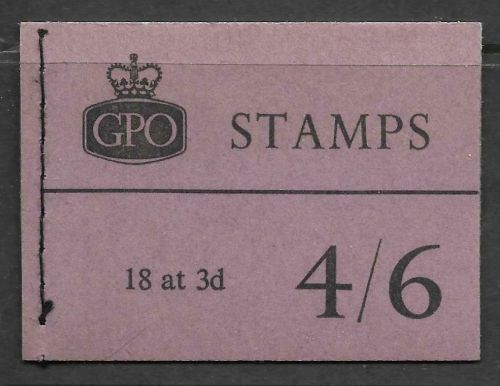 GPO
STAMPS
18 at 3d
4/6